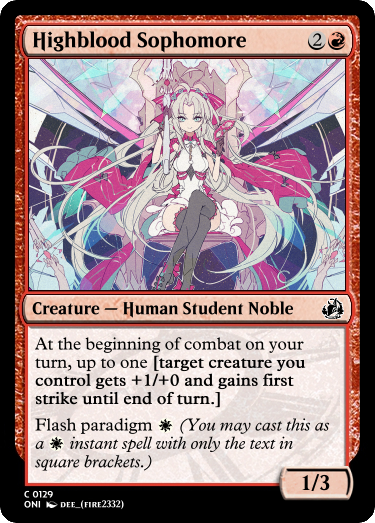 Highblood Sophomore 2
Creature — Human Student Noble
At the beginning of combat on your
turn, up to one [target creature you
control gets +1/+0 and gains first
strike until end of turn.]
Flash paradigm (You may cast this as
a instant spell with only the text in
square brackets.)
1/3
C 0129
ONI DEE_(FIRE2332)